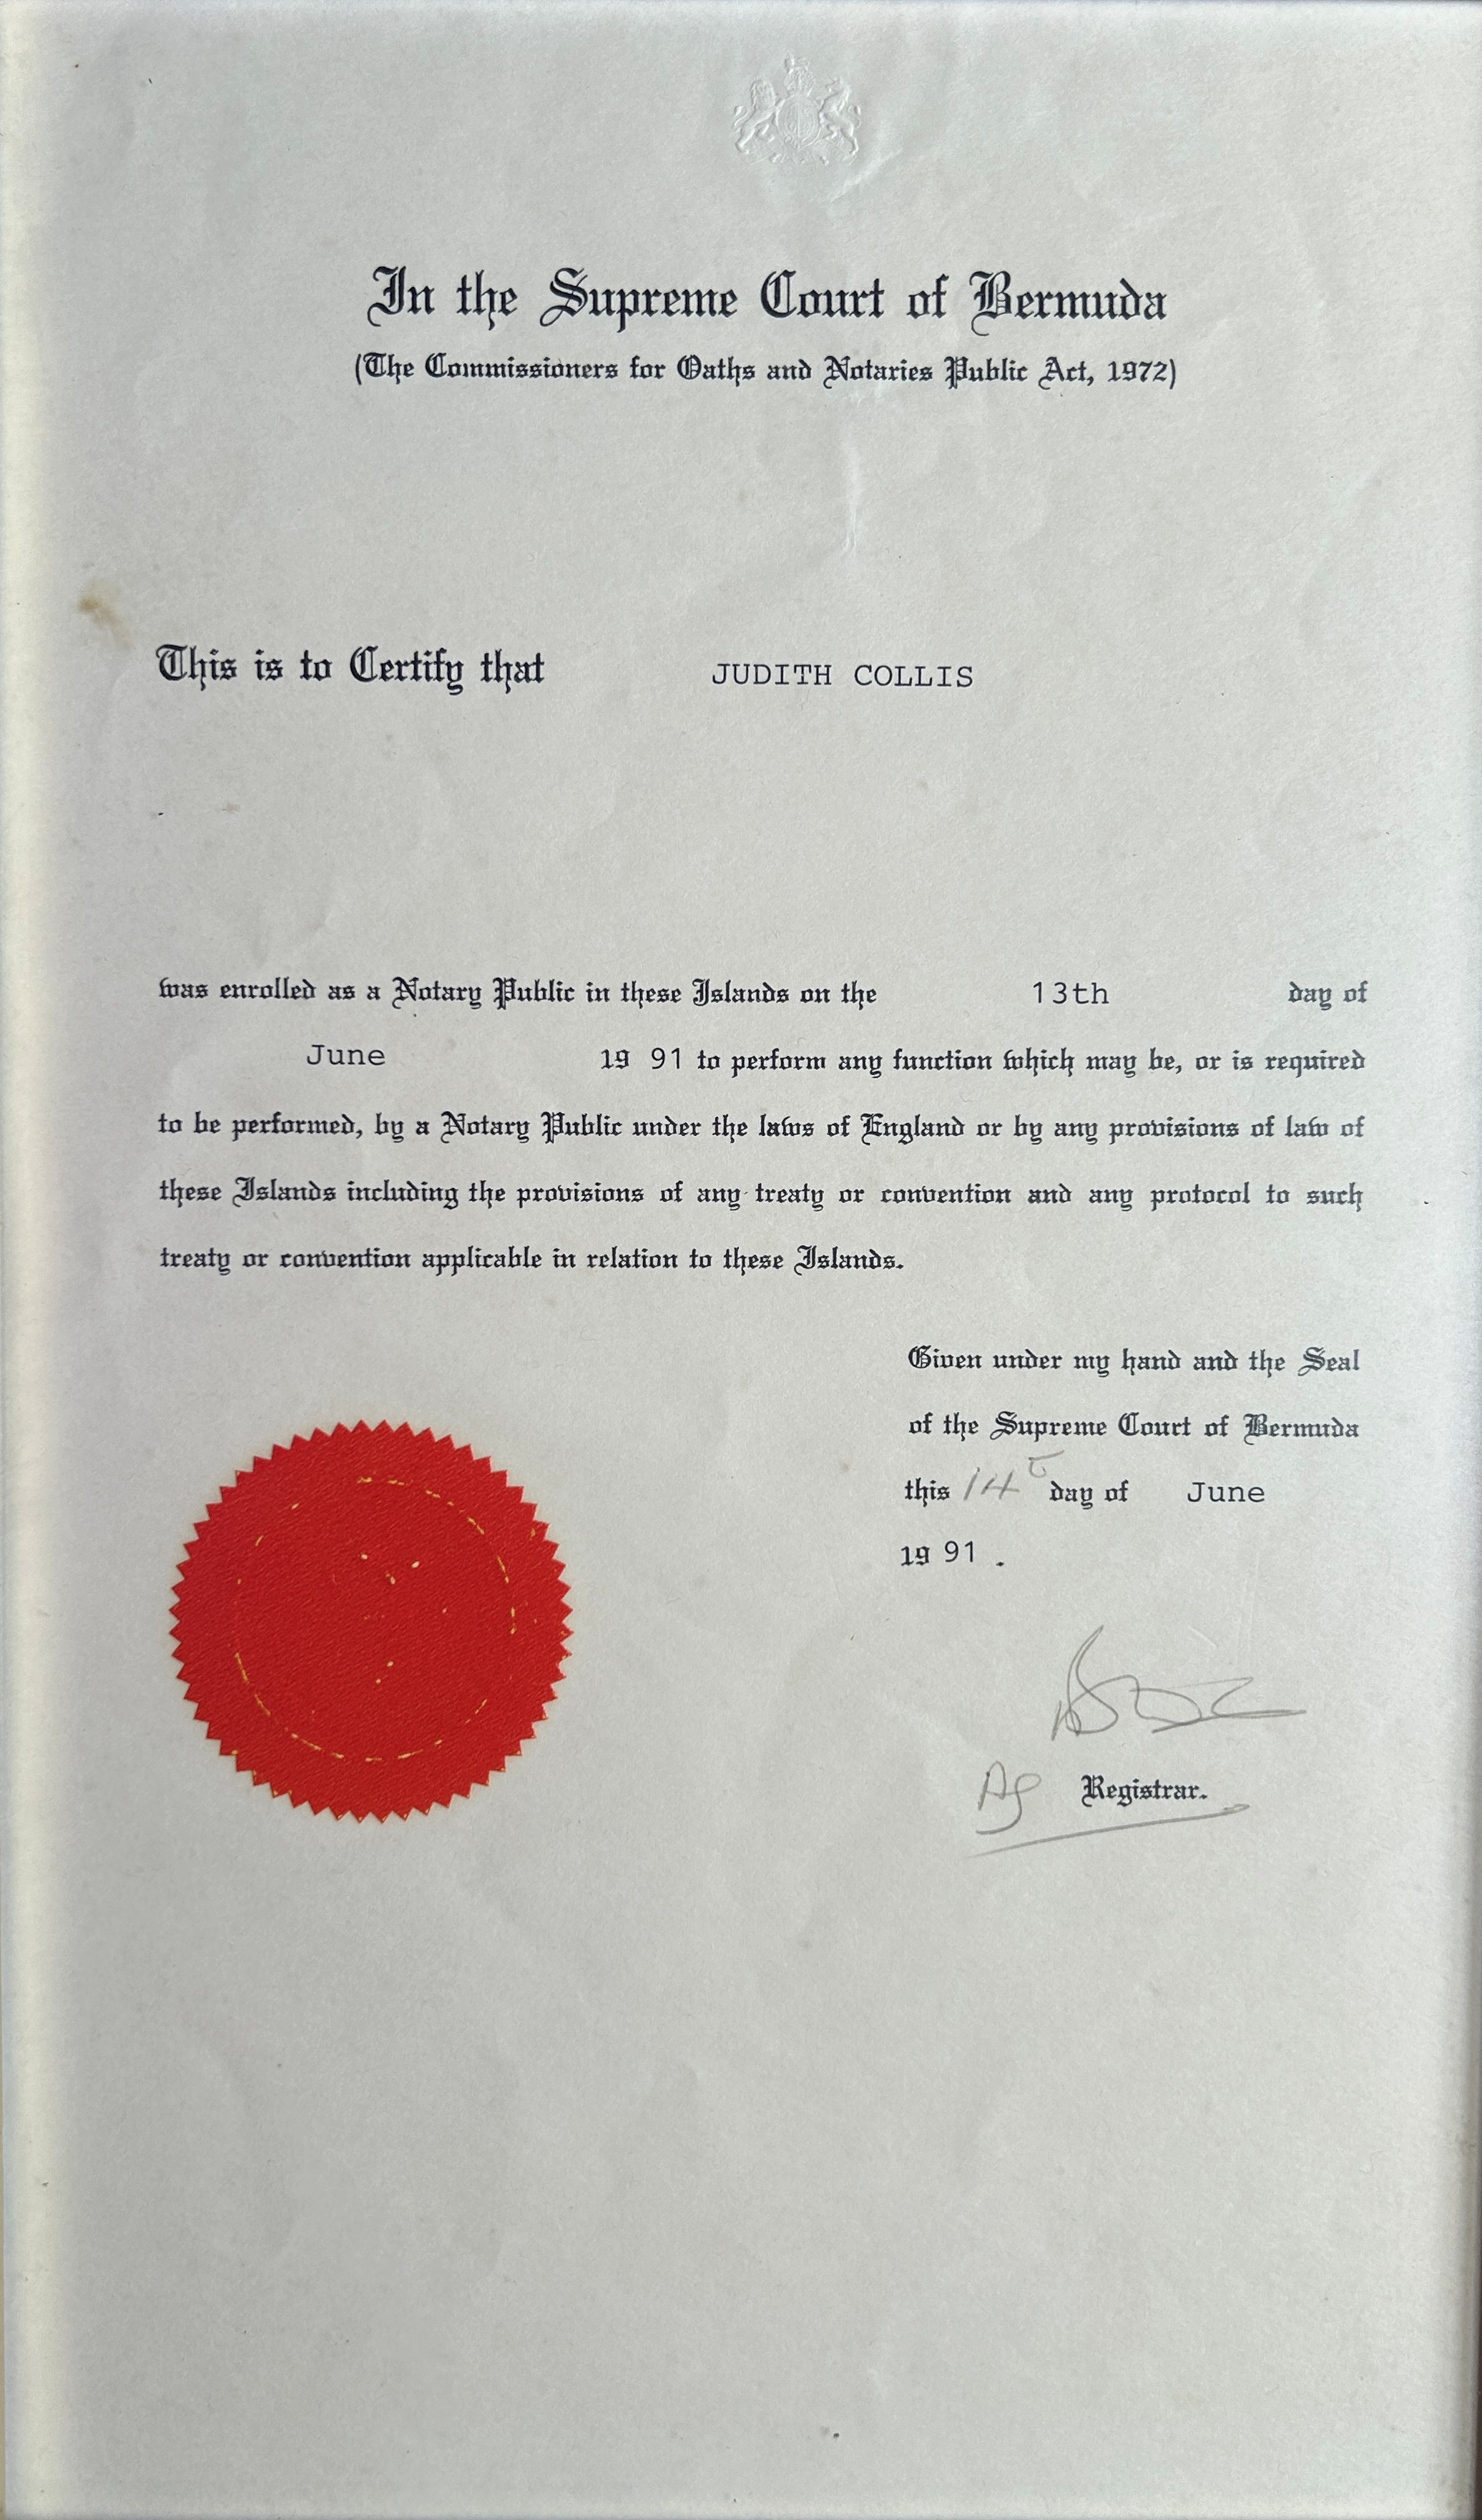 In the Supreme Court of Bermuda
(The Commissioners for Oaths and Notaries Public Act, 1972)
This is to Certify that JUDITH COLLIS
was enrolled as a Notary Public in these Islands on the 13th day of
June 19 91 to perform any function which may be, or is required
to be performed, by a Notary Public under the laws of England or by any provisions of law of
these Islands including the provisions of any treaty or convention and any protocol to such
treaty or convention applicable in relation to these Islands.
Given under my hand and the Seal
of the Supreme Court of Bermuda
this 14 day of June
19 91 .
Ag Registrar.